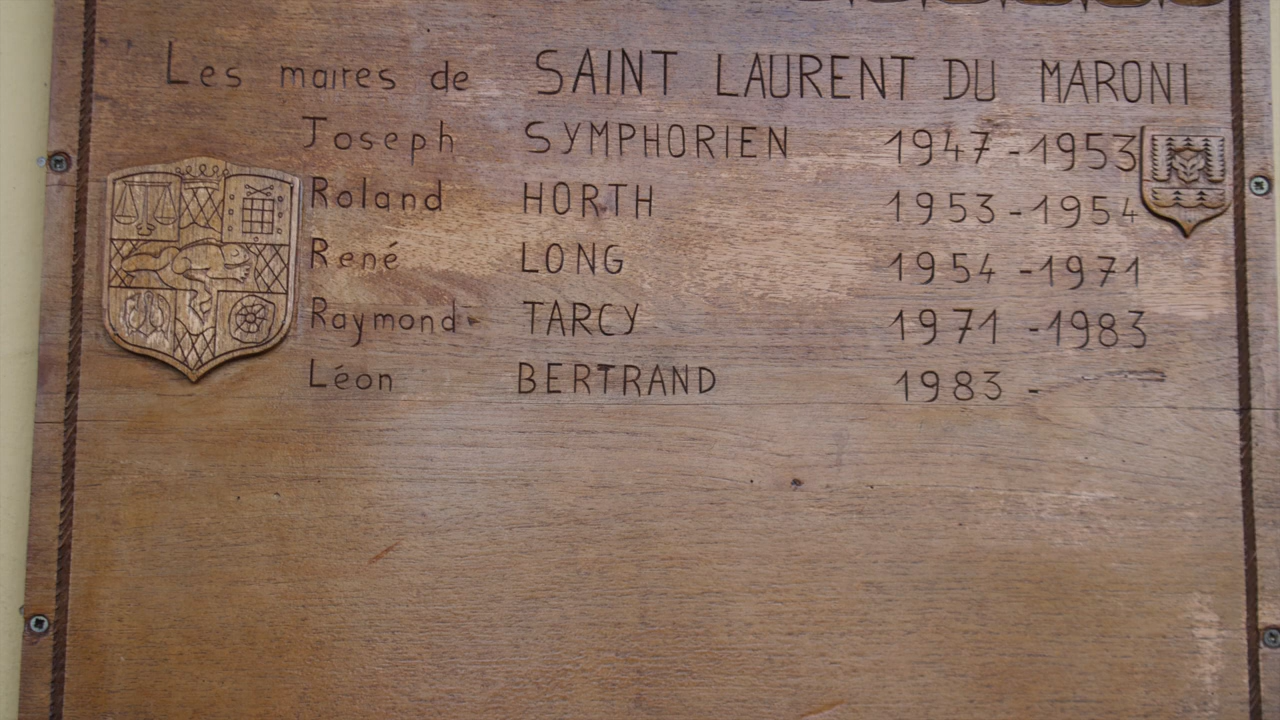 Les maires de SAINT LAURENT DU MARONI
Joseph SYMPHORIEN 1947-1953
Roland HORTH 1953-1954
René LONG 1954-1971
Raymond TARCY 1971-1983
Léon BERTRAND 1983-